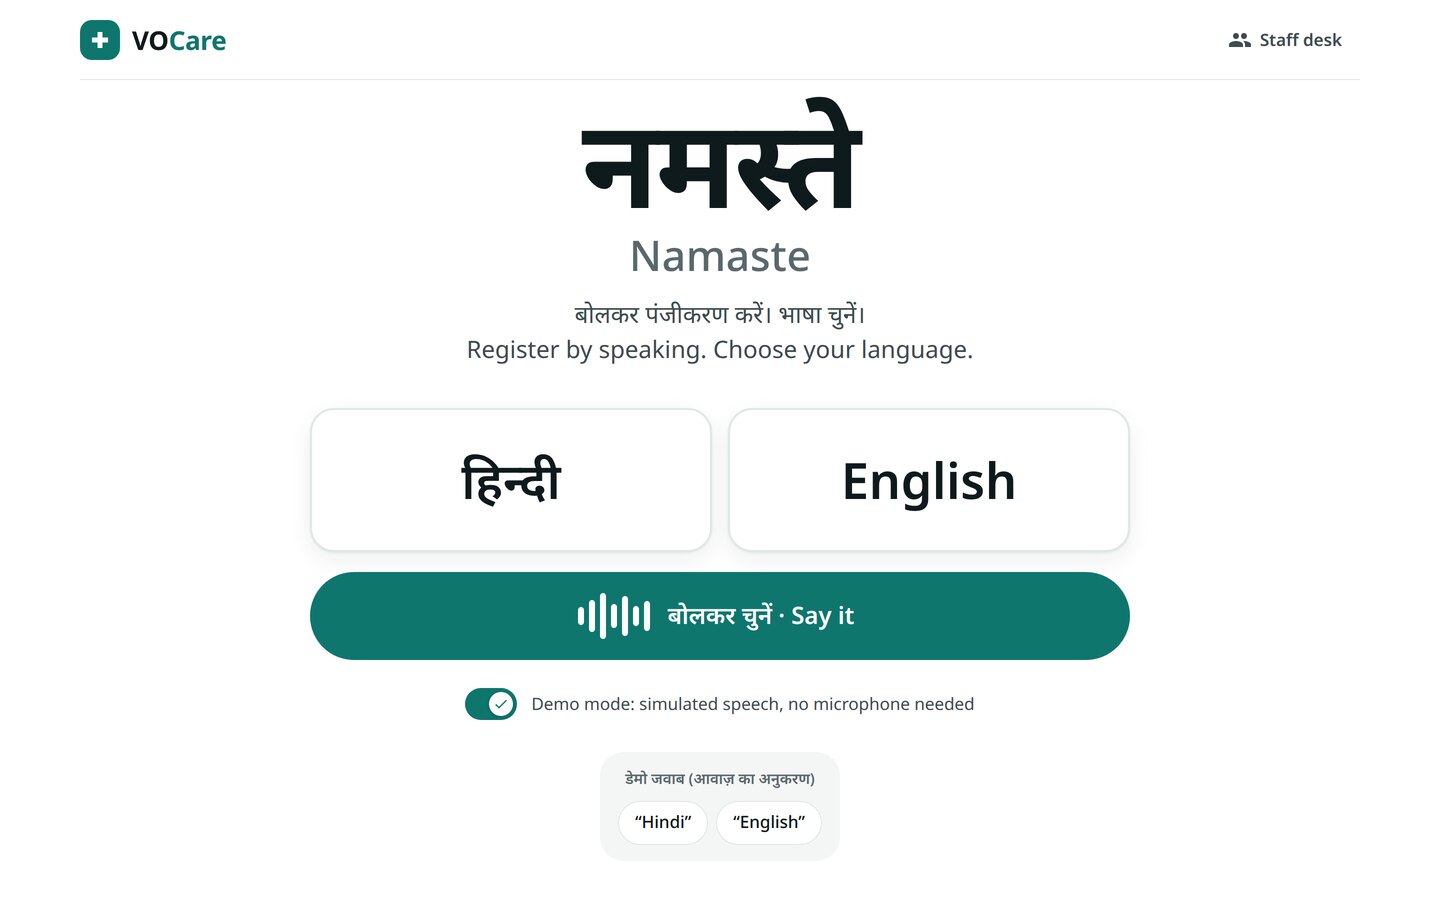 VOCare
Staff desk
नमस्ते
Namaste
बोलकर पंजीकरण करें। भाषा चुनें।
Register by speaking. Choose your language.
हिन्दी
English
बोलकर चुनें · Say it
Demo mode: simulated speech, no microphone needed
डेमो जवाब (आवाज़ का अनुकरण)
“Hindi” “English”